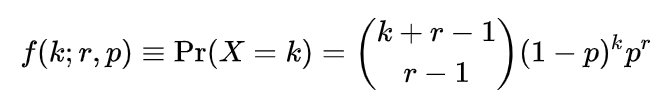 f(k; r, p) ≡ Pr(X = k) = \binom{k + r − 1}{r − 1} (1 − p)^k p^r